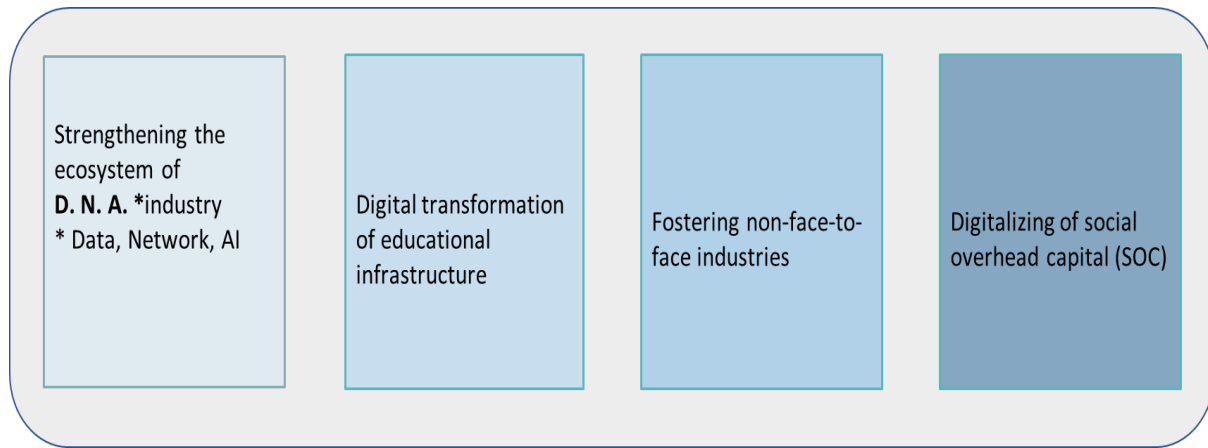 Strengthening the
ecosystem of
D. N. A. *industry
* Data, Network, AI
Digital transformation
of educational
infrastructure
Fostering non-face-to-
face industries
Digitalizing of social
overhead capital (SOC)